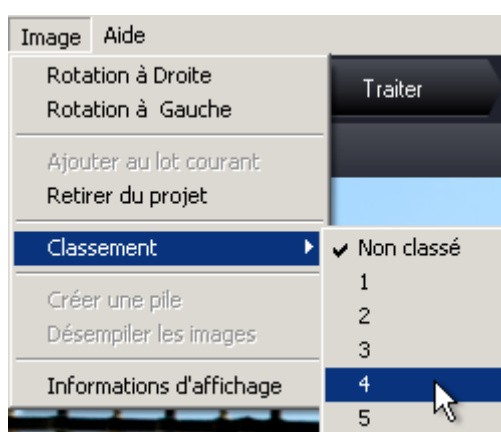 Image Aide
Rotation à Droite
Rotation à Gauche
Traiter
Ajouter au lot courant
Retirer du projet
Classement
Non classé
1
2
3
4
5
Créer une pile
Désempiler les images
Informations d'affichage